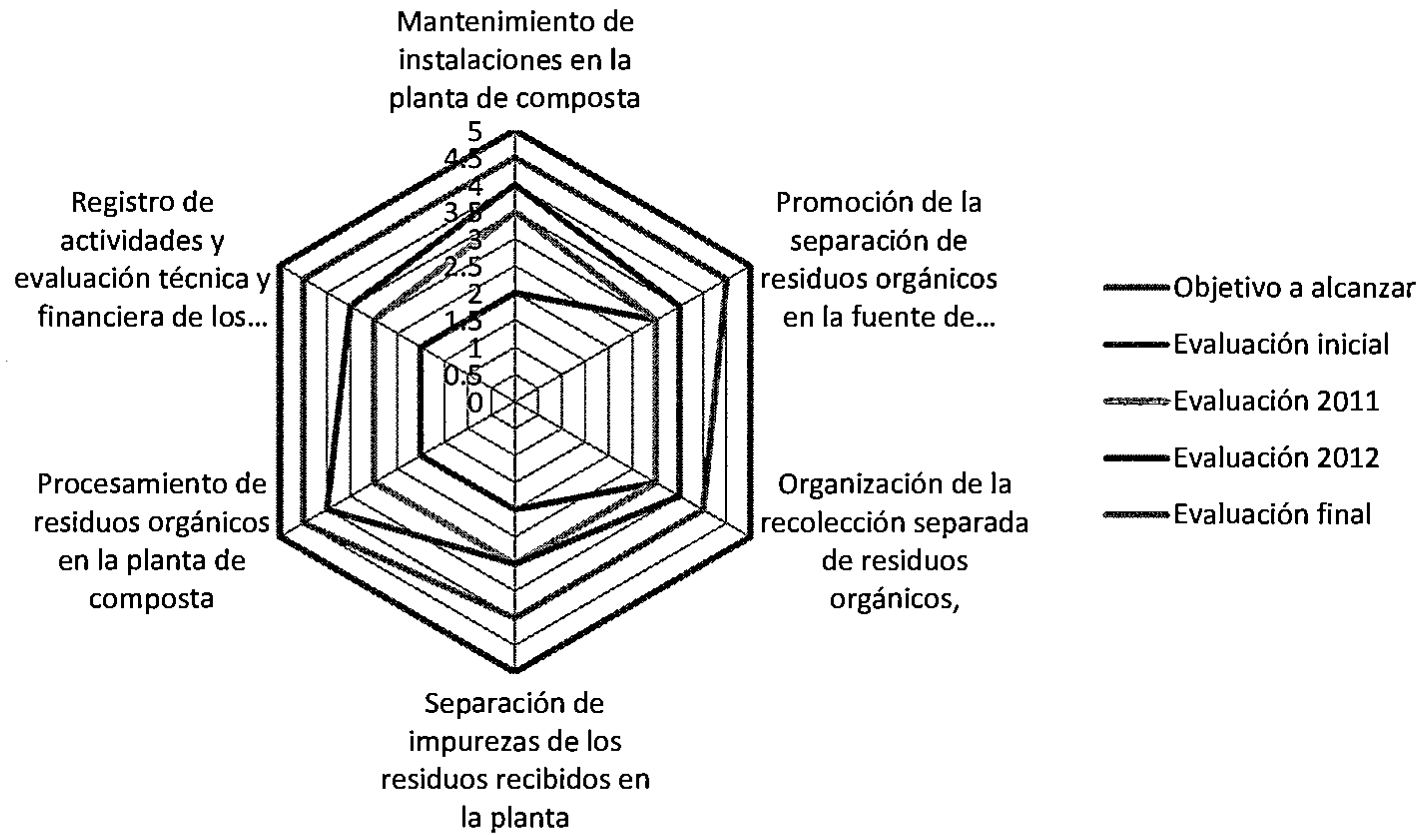 Mantenimiento de
instalaciones en la
planta de composta
5
4.5
4
3.5
3
2.5
2
1.5
1
0.5
0
Promoción de la
separación de
residuos orgánicos
en la fuente de...
Organización de la
recolección separada
de residuos
orgánicos,
Separación de
impurezas de los
residuos recibidos en
la planta
Procesamiento de
residuos orgánicos
en la planta de
composta
Registro de
actividades y
evaluación técnica y
financiera de los...
Objetivo a alcanzar
Evaluación inicial
Evaluación 2011
Evaluación 2012
Evaluación final